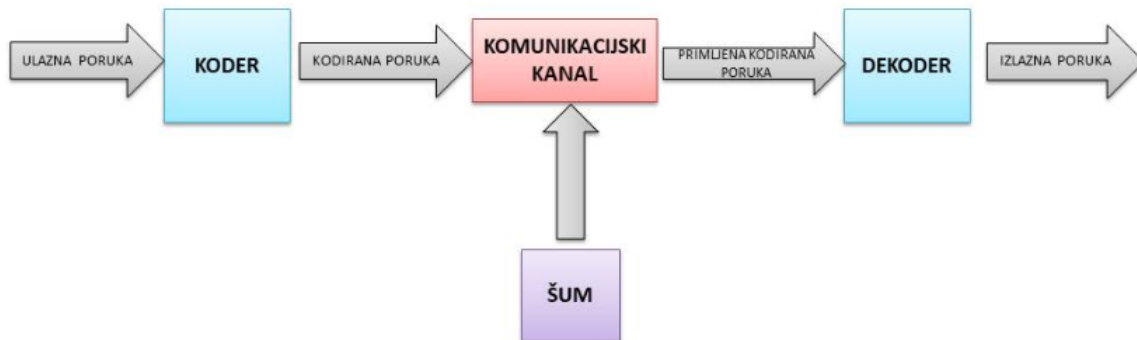 ULAZNA PORUKA
KODER
KODIRANA PORUKA
KOMUNIKACIJSKI
KANAL
PRIMLJENA KODIRANA
PORUKA
DEKODER
IZLAZNA PORUKA
ŠUM